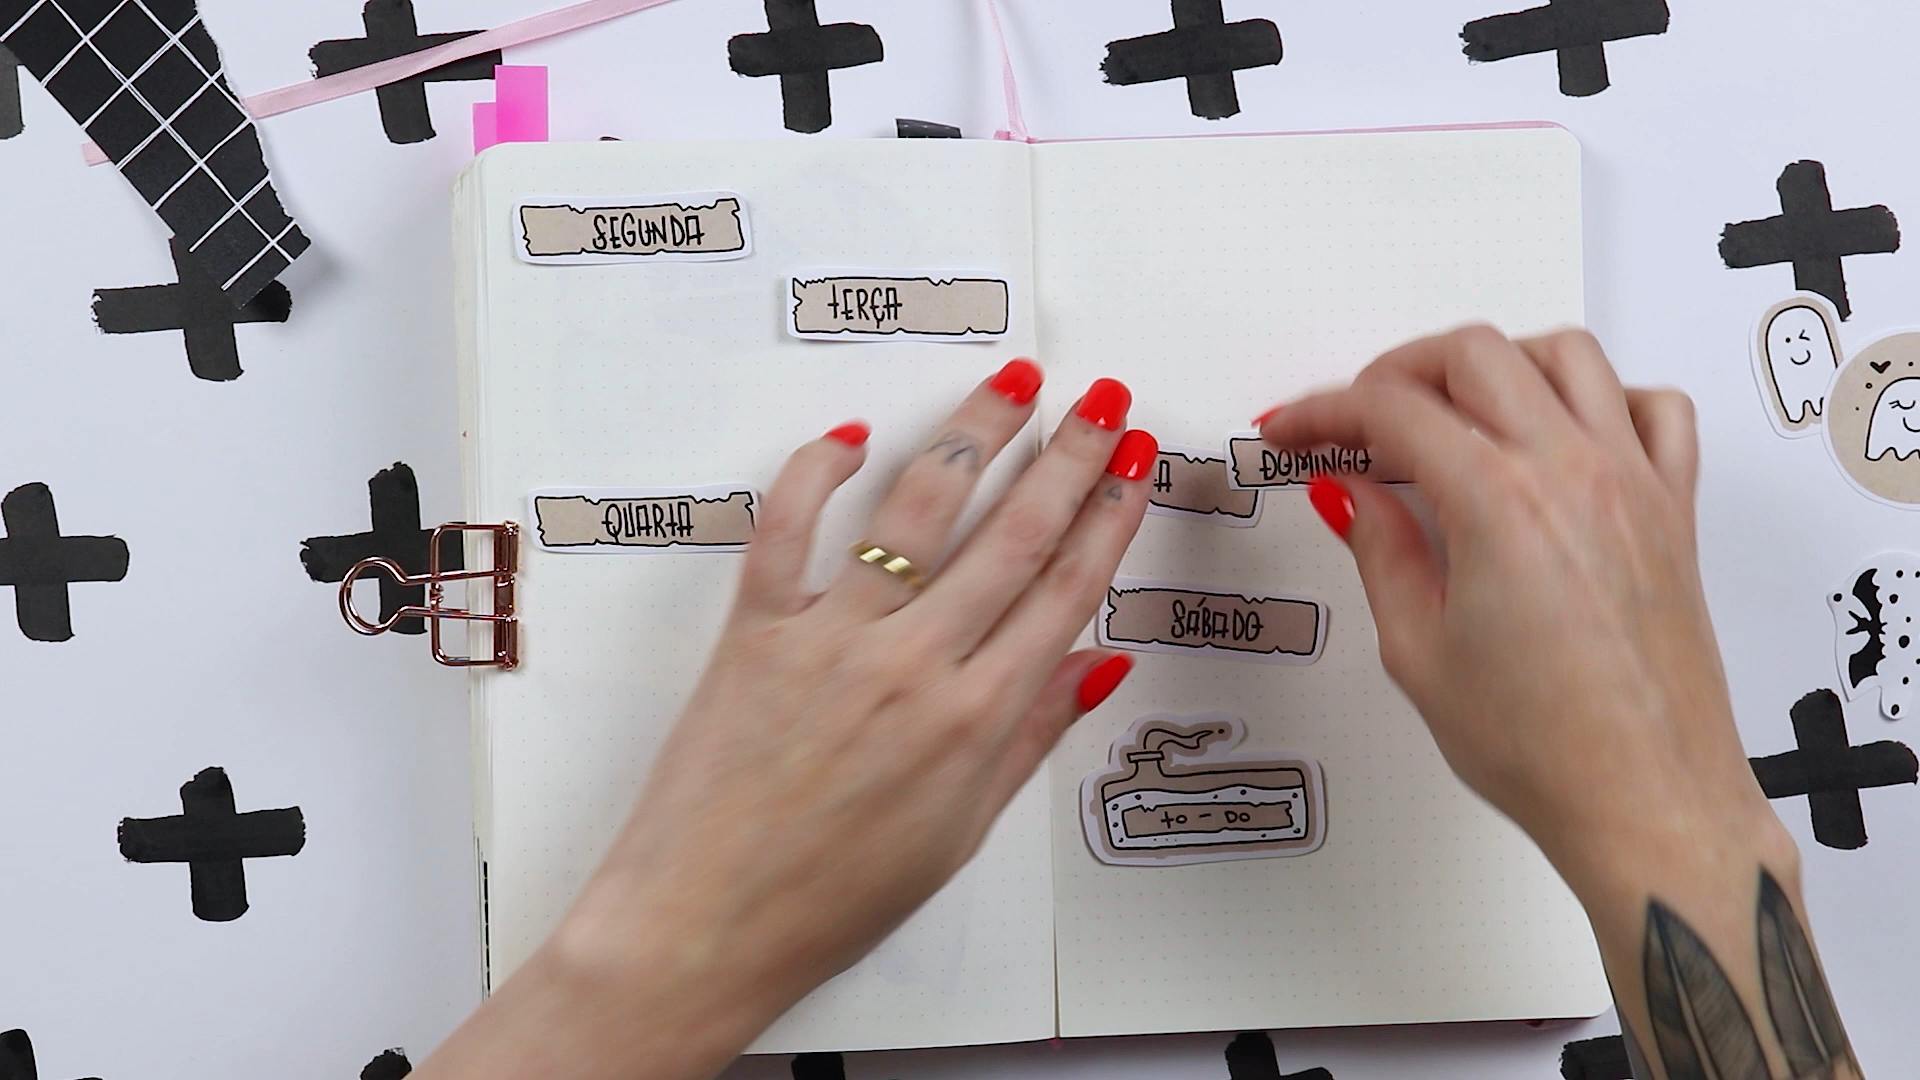 SEGUNDA
TERÇA
QUARTA
DOMINGO
SÁBADO
TO - DO